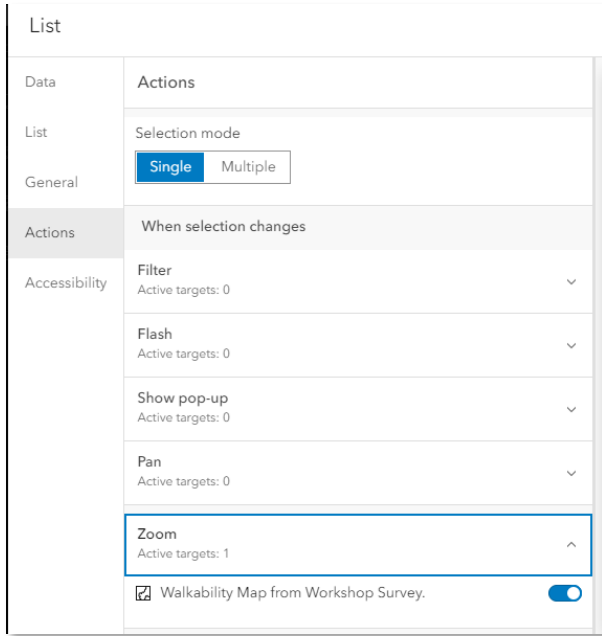 List
Data
Actions
List
Selection mode
Single Multiple
General
Actions
When selection changes
Accessibility
Filter
Active targets: 0
Flash
Active targets: 0
Show pop-up
Active targets: 0
Pan
Active targets: 0
Zoom
Active targets: 1
Walkability Map from Workshop Survey.